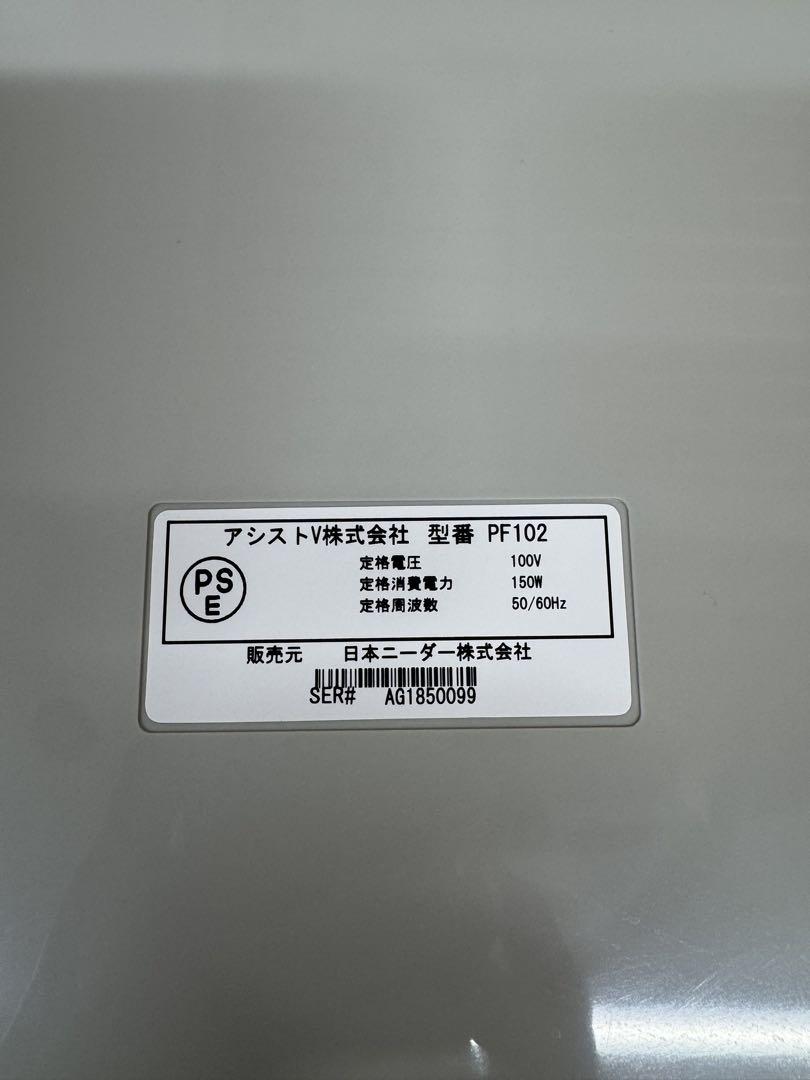 アシストV株式会社 型番 PF102
PS
E
定格電圧 100V
定格消費電力 150W
定格周波数 50/60Hz
販売元 日本ニーダー株式会社
SER# AG1850099